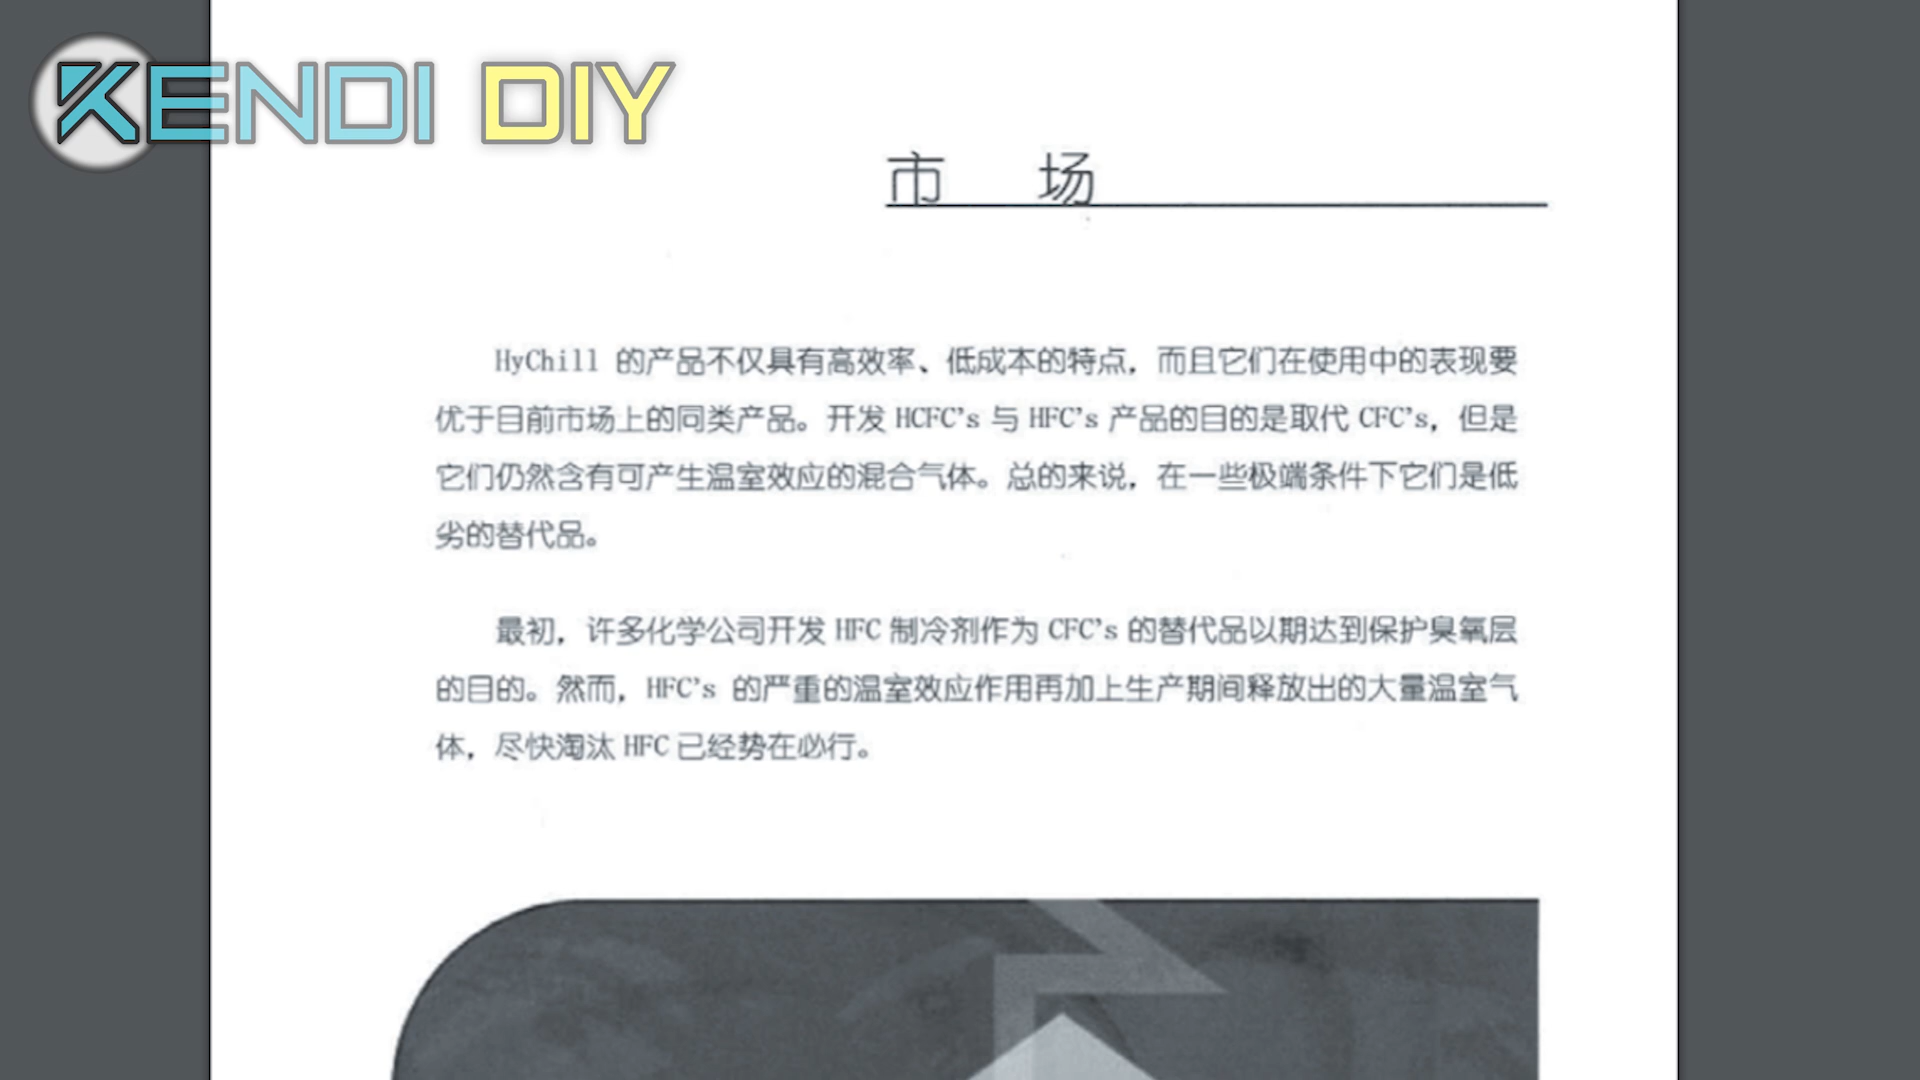 KENDI DIY
市 场
HyChill 的产品不仅具有高效率、低成本的特点，而且它们在使用中的表现要
优于目前市场上的同类产品。开发 HCFC's 与 HFC's 产品的目的是取代 CFC's，但是
它们仍然含有可产生温室效应的混合气体。总的来说，在一些极端条件下它们是低
劣的替代品。
最初，许多化学公司开发 HFC 制冷剂作为 CFC's 的替代品以期达到保护臭氧层
的目的。然而，HFC's 的严重的温室效应作用再加上生产期间释放出的大量温室气
体，尽快淘汰 HFC 已经势在必行。